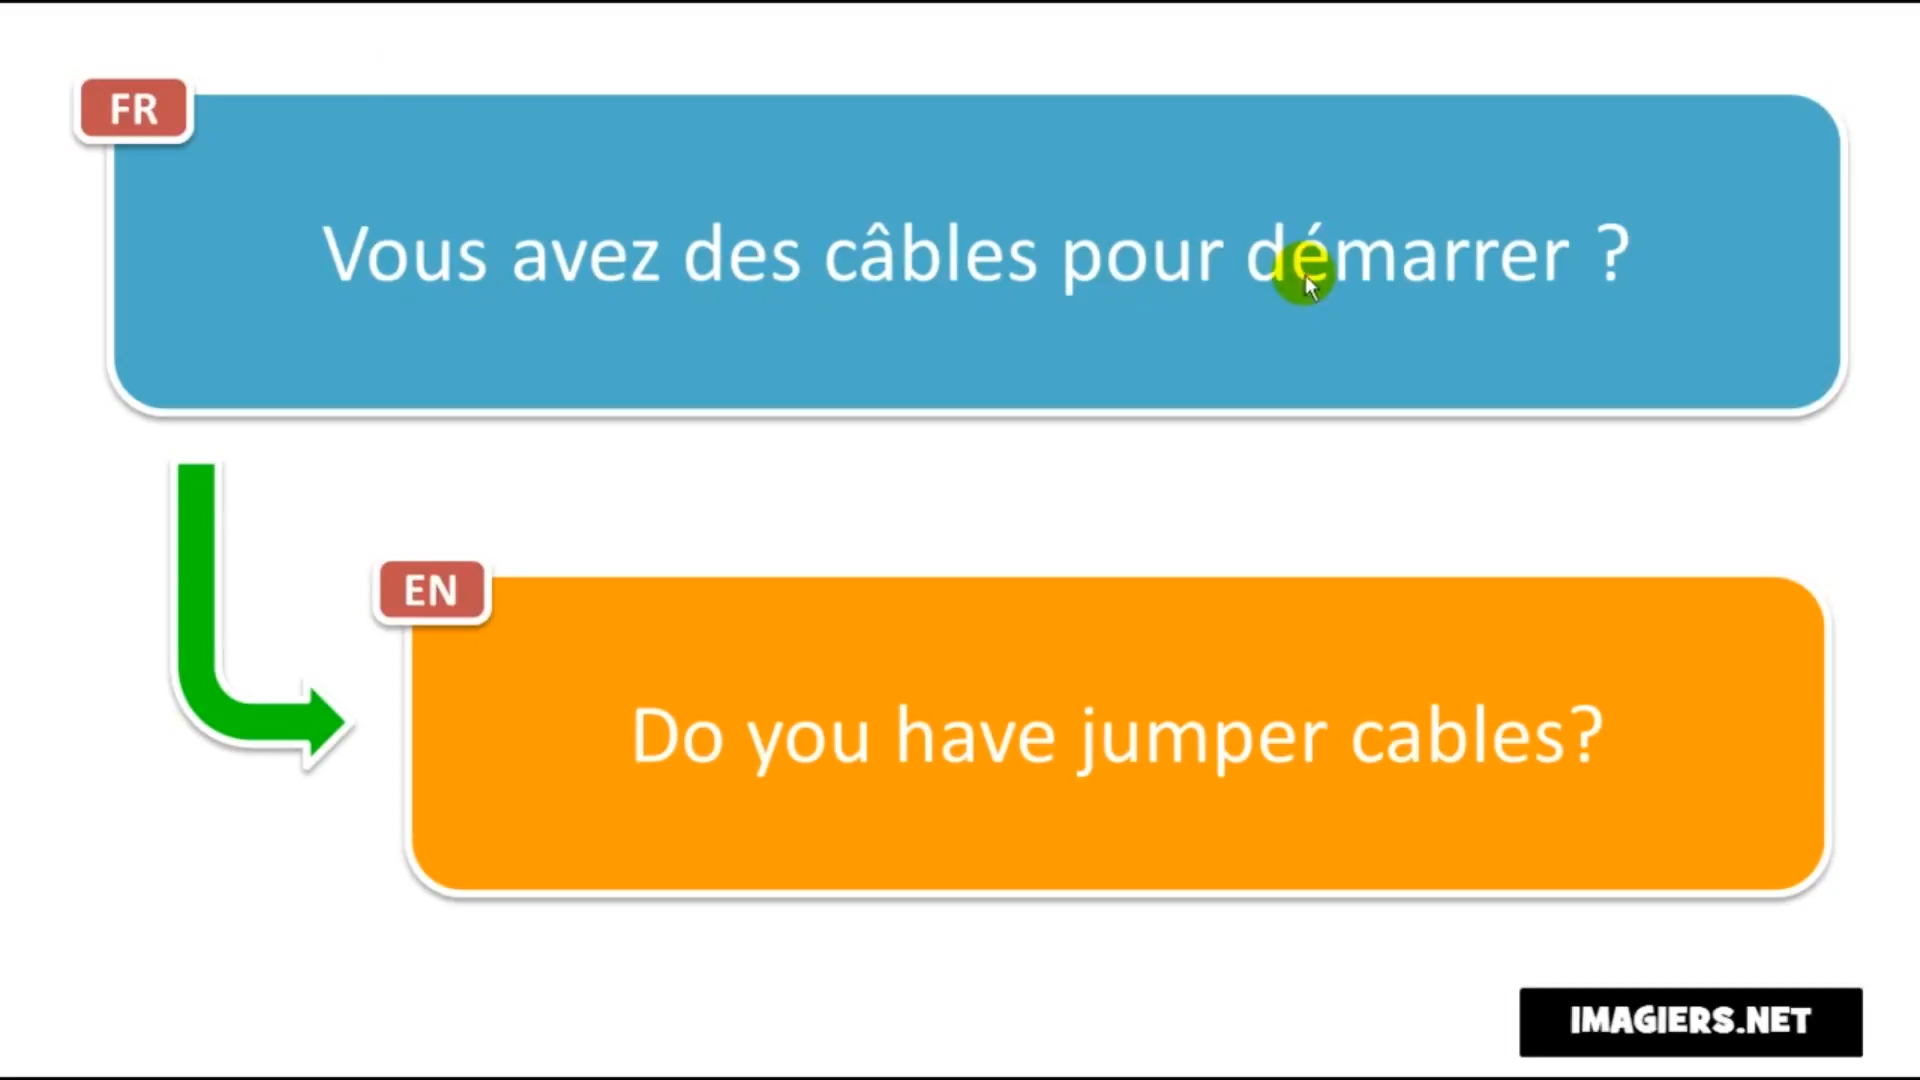 FR
Vous avez des câbles pour démarrer ?
EN
Do you have jumper cables?
IMAGIERS.NET